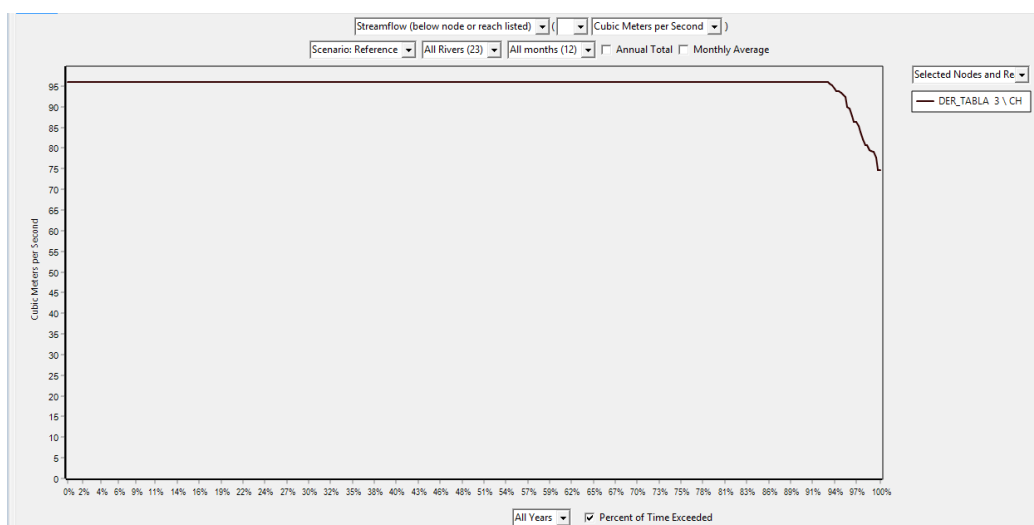 Streamflow (below node or reach listed) ( Cubic Meters per Second )
Scenario: Reference All Rivers (23) All months (12) Annual Total Monthly Average
Selected Nodes and Re
DER_TABLA 3 \ CH
Cubic Meters per Second
95
90
85
80
75
70
65
60
55
50
45
40
35
30
25
20
15
10
5
0
0% 2% 4% 6% 9% 11% 14% 16% 19% 22% 24% 27% 30% 32% 35% 38% 40% 43% 46% 48% 51% 54% 57% 59% 62% 65% 67% 70% 73% 75% 78% 81% 83% 86% 89% 91% 94% 97% 100%
All Years Percent of Time Exceeded